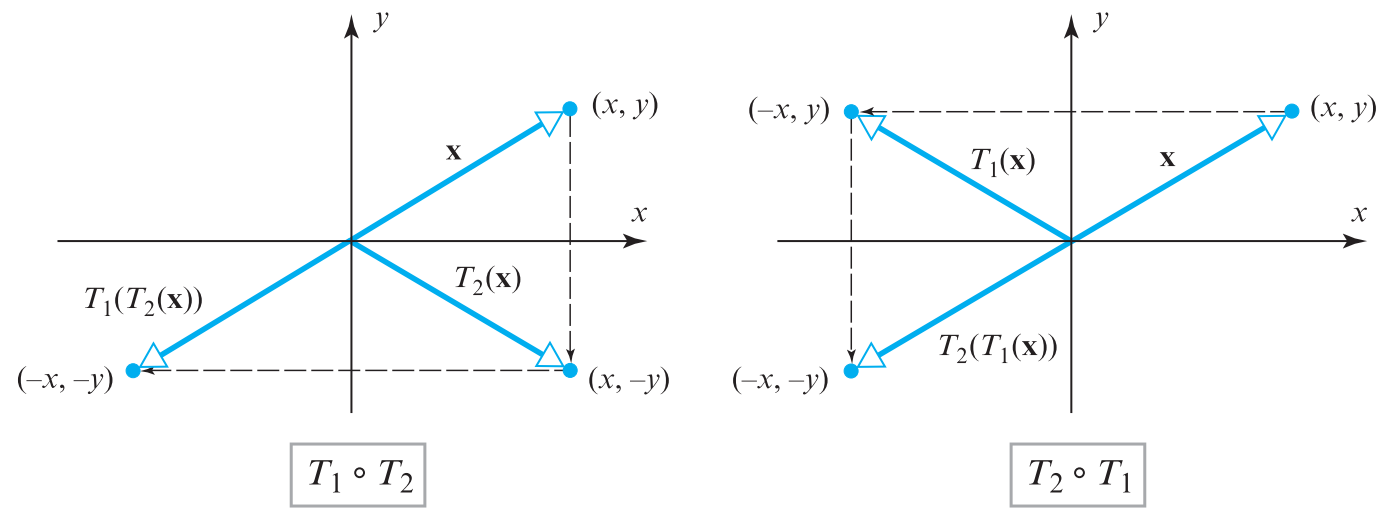 y
(x, y)
x
x
T₂(x)
T₁(T₂(x))
(–x, –y)
(x, –y)
T₁ ∘ T₂
y
(–x, y)
(x, y)
T₁(x)
x
x
T₂(T₁(x))
(–x, –y)
T₂ ∘ T₁